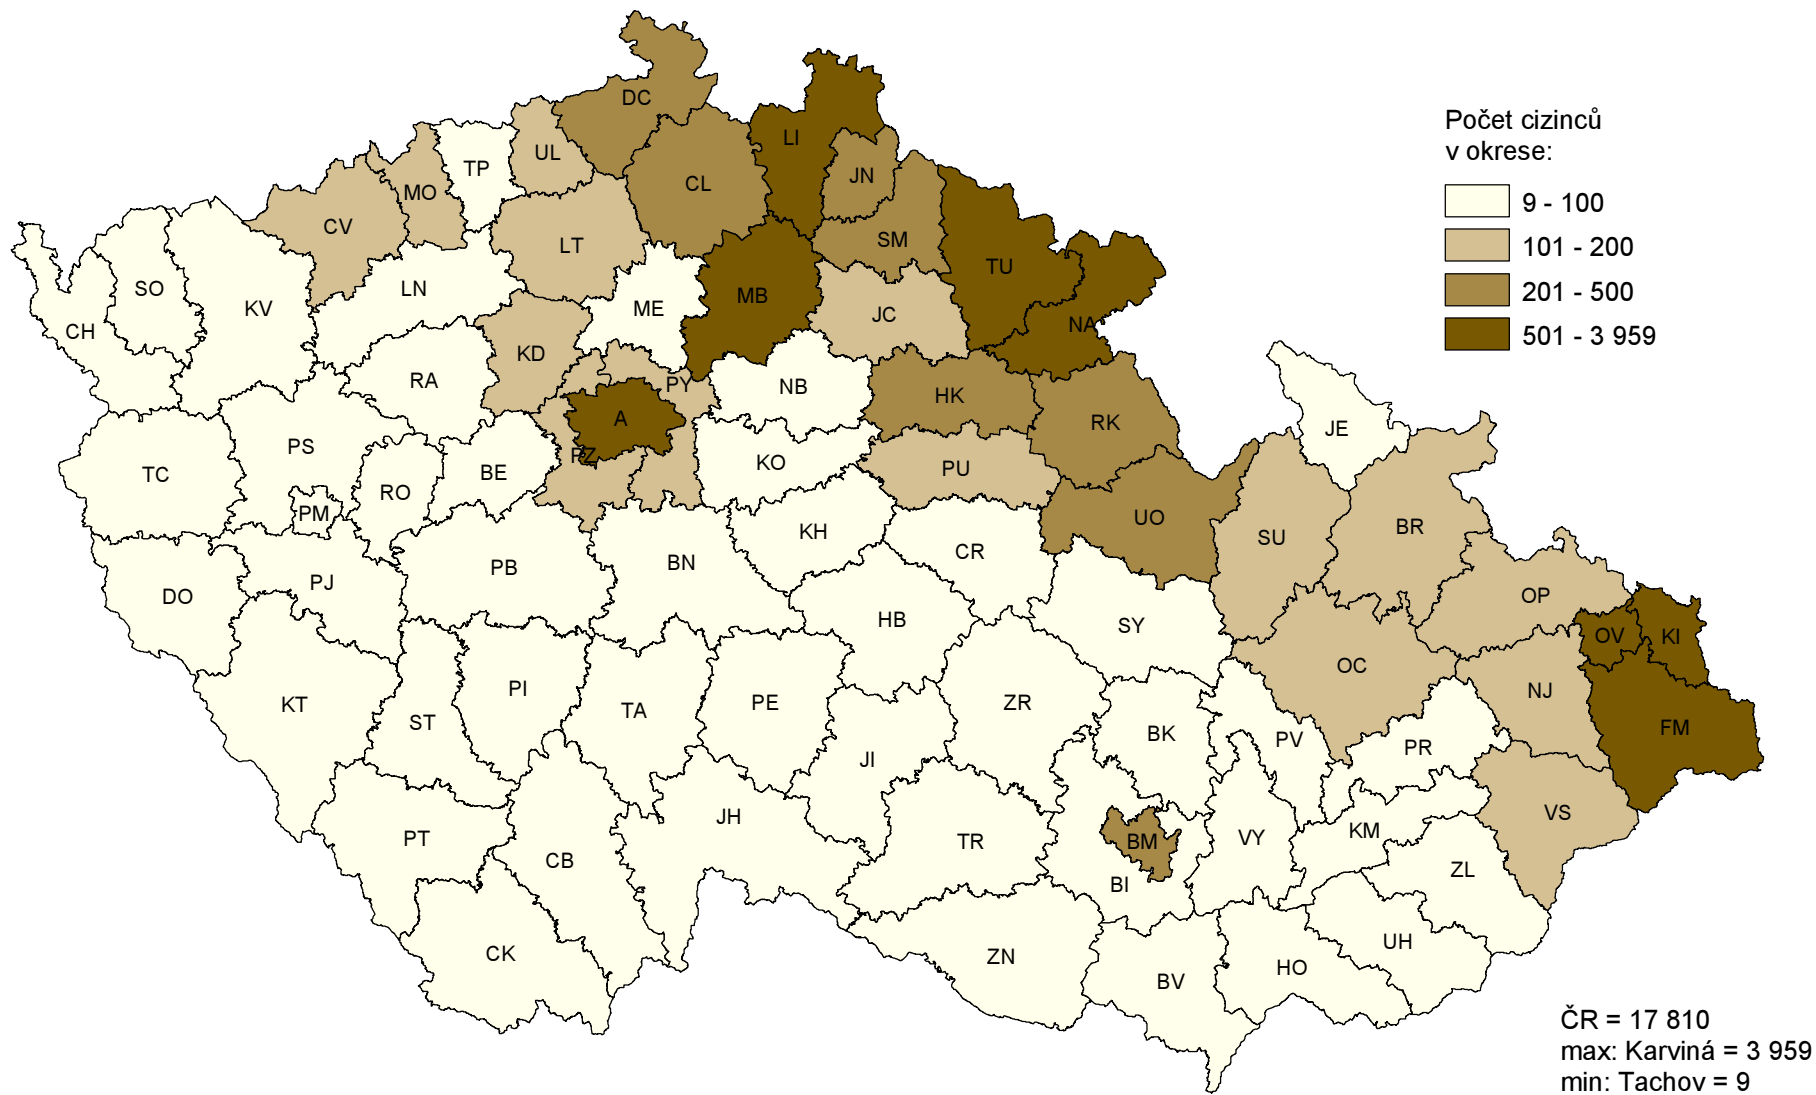 DC
LI
Počet cizinců
v okrese:
9 - 100
101 - 200
201 - 500
501 - 3 959
TP
UL
MO
CL
JN
CV
LT
SM
TU
SO
LN
KV
ME
MB
JC
NA
CH
KD
RA
PY
NB
HK
A
RK
JE
PS
PZ
TC
BE
KO
PU
RO
PM
UO
SU
BR
KH
CR
PB
BN
DO
PJ
OP
HB
SY
OV
KI
OC
NJ
KT
PI
ST
TA
PE
ZR
FM
BK
PV
PR
JI
VS
JH
PT
TR
BM
VY
KM
CB
BI
ZL
CK
ZN
UH
BV
HO
ČR = 17 810
max: Karviná = 3 959
min: Tachov = 9